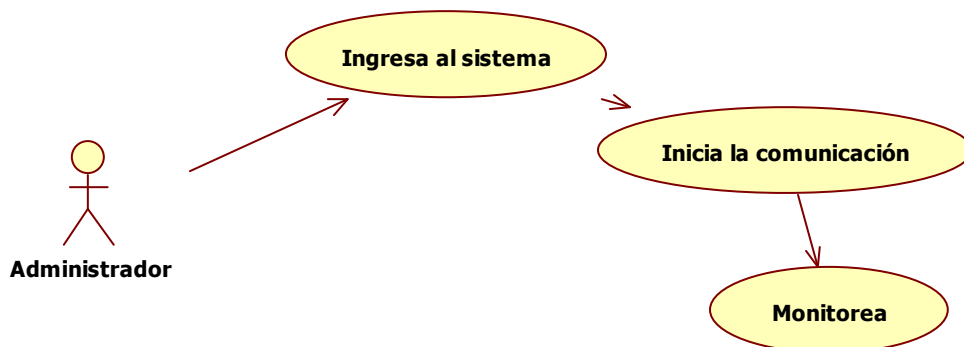 Ingresa al sistema
Inicia la comunicación
Administrador
Monitorea